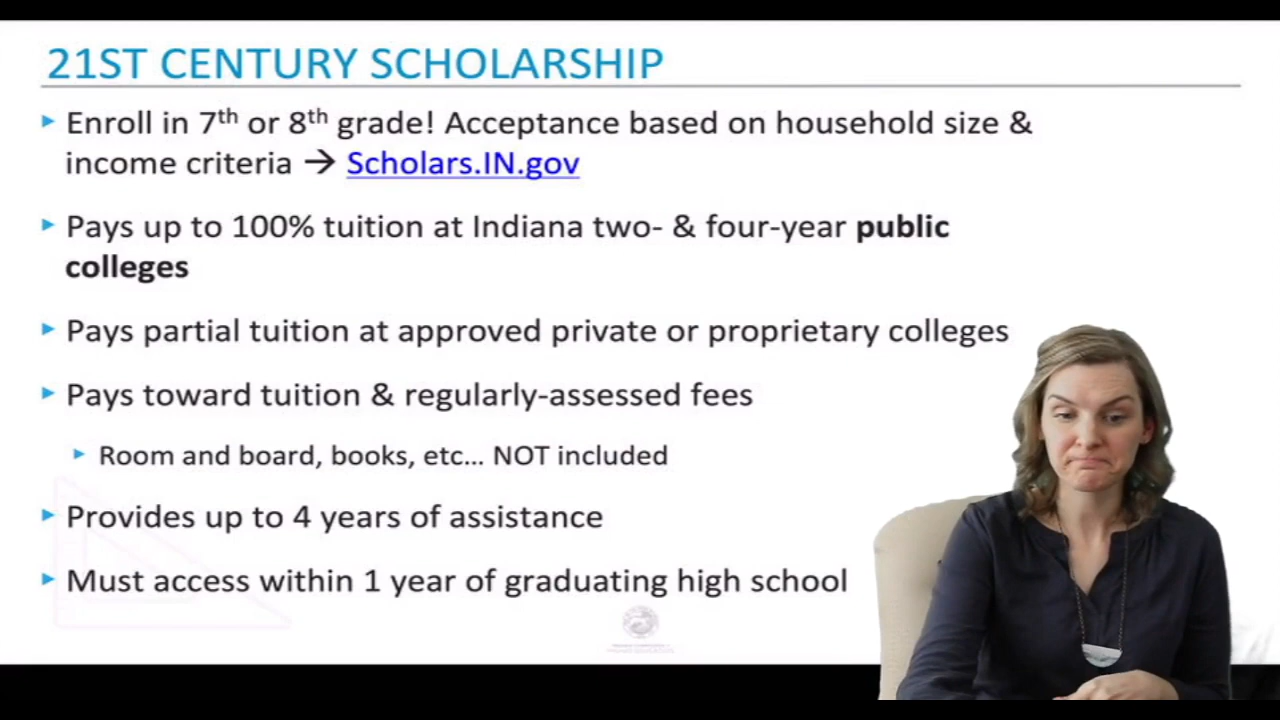 21ST CENTURY SCHOLARSHIP
Enroll in 7th or 8th grade! Acceptance based on household size &
income criteria → Scholars.IN.gov
Pays up to 100% tuition at Indiana two- & four-year public
colleges
Pays partial tuition at approved private or proprietary colleges
Pays toward tuition & regularly-assessed fees
Room and board, books, etc... NOT included
Provides up to 4 years of assistance
Must access within 1 year of graduating high school